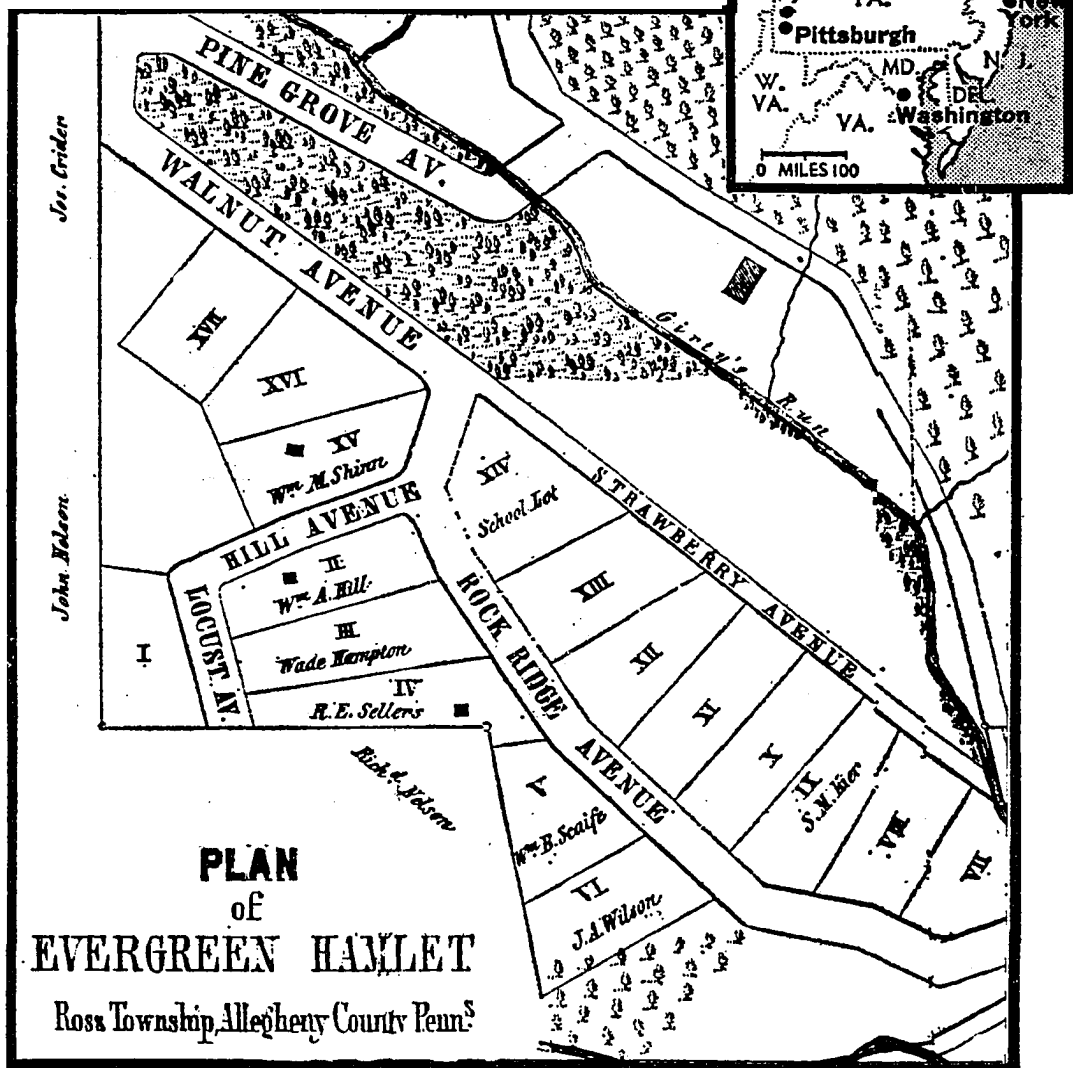 PA.
New
York
Pittsburgh
MD.
N. J.
W.
VA.
DEL.
Washington
VA.
0 MILES 100
PINE GROVE AV.
Jos. Crider
WALNUT AVENUE
Girty's Run
XVII
XVI
XV
Wm M. Shinn
XIV
School Lot
STRAWBERRY AVENUE
John Nelson
HILL AVENUE
II
Wm A. Hill
LOCUST AV.
I
III
Wade Hampton
IV
R. E. Sellers
ROCK RIDGE AVENUE
XIII
XII
XI
X
IX
S. M. Kier
VIII
VII
Rich d. Nelson
V
Wm B. Scaife
VI
J. A. Wilson
PLAN
of
EVERGREEN HAMLET
Ross Township, Allegheny County Penns